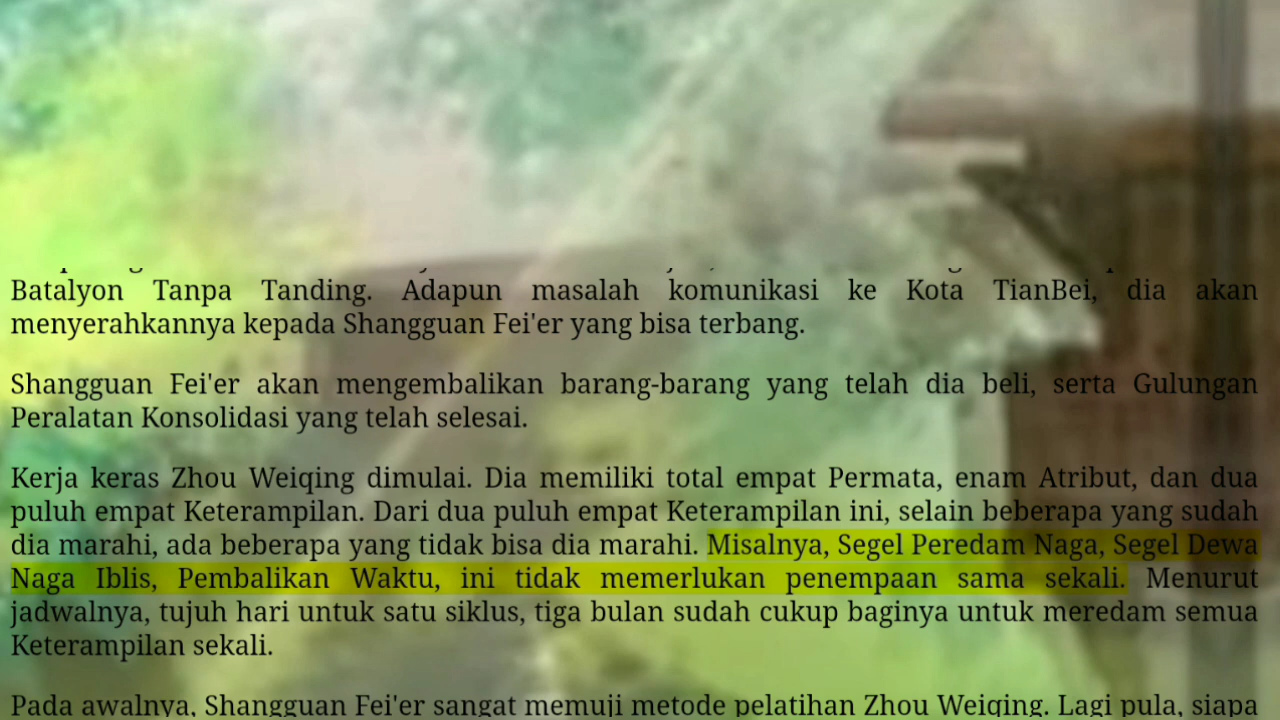 Batalyon Tanpa Tanding. Adapun masalah komunikasi ke Kota TianBei, dia akan
menyerahkannya kepada Shangguan Fei'er yang bisa terbang.
Shangguan Fei'er akan mengembalikan barang-barang yang telah dia beli, serta Gulungan
Peralatan Konsolidasi yang telah selesai.
Kerja keras Zhou Weiqing dimulai. Dia memiliki total empat Permata, enam Atribut, dan dua
puluh empat Keterampilan. Dari dua puluh empat Keterampilan ini, selain beberapa yang sudah
dia marahi, ada beberapa yang tidak bisa dia marahi. Misalnya, Segel Peredam Naga, Segel Dewa
Naga Iblis, Pembalikan Waktu, ini tidak memerlukan penempaan sama sekali. Menurut
jadwalnya, tujuh hari untuk satu siklus, tiga bulan sudah cukup baginya untuk meredam semua
Keterampilan sekali.
Pada awalnya, Shangguan Fei'er sangat memuji metode pelatihan Zhou Weiqing. Lagi pula, siapa